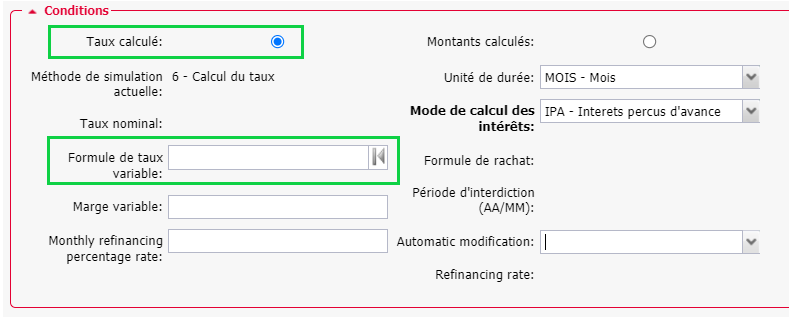 Conditions
Taux calculé:
Montants calculés:
Méthode de simulation
actuelle:
6 - Calcul du taux
Unité de durée:
MOIS - Mois
Taux nominal:
Mode de calcul des
intérêts:
IPA - Interets percus d'avance
Formule de taux
variable:
Formule de rachat:
Marge variable:
Période d'interdiction
(AA/MM):
Monthly refinancing
percentage rate:
Automatic modification:
Refinancing rate: